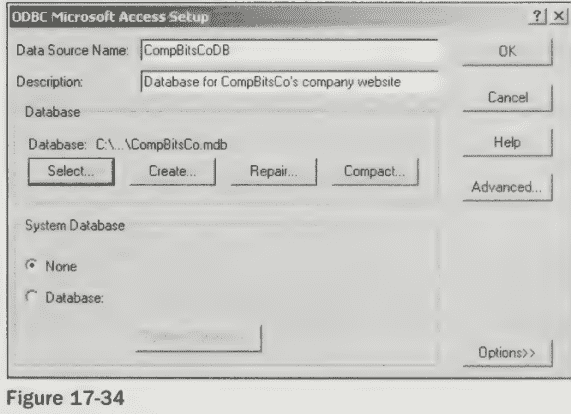 ODBC Microsoft Access Setup
Data Source Name: CompBitsCoDB
OK
Description: Database for CompBitsCo's company website
Cancel
Database
Database: C:\...\CompBitsCo.mdb
Help
Select... Create... Repair... Compact...
Advanced...
System Database
None
Database:
Options>>
Figure 17-34